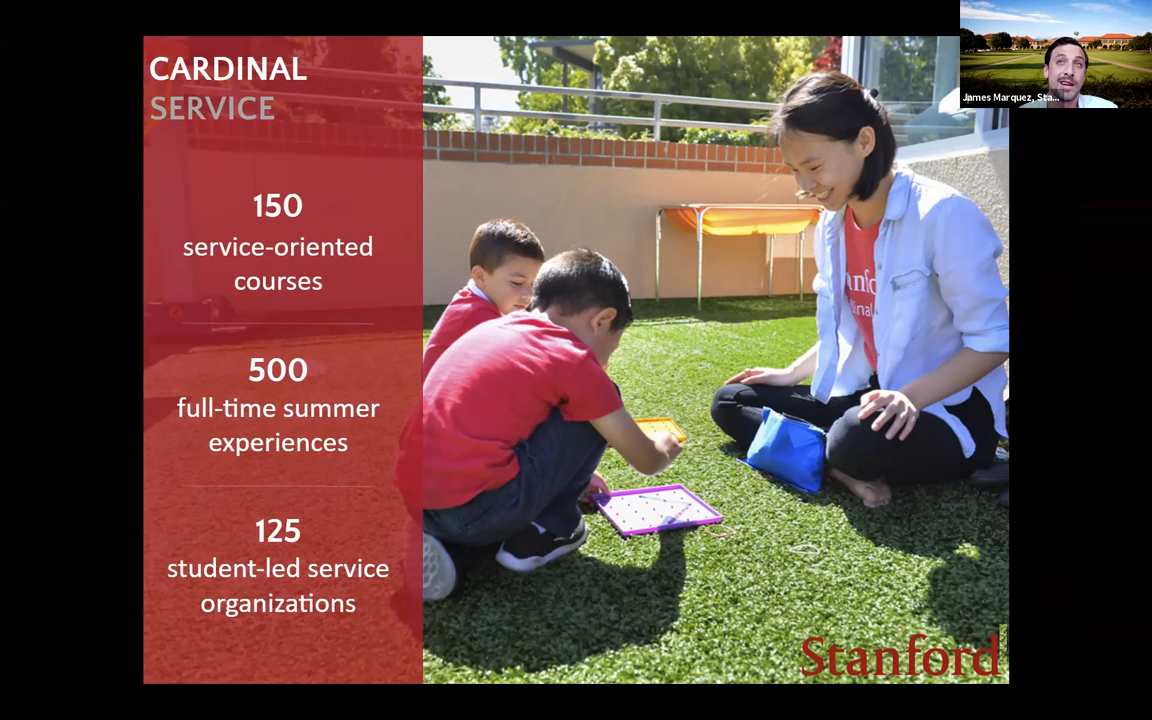 CARDINAL
SERVICE
150
service-oriented
courses
500
full-time summer
experiences
125
student-led service
organizations
James Marquez, Sta...
Stanford